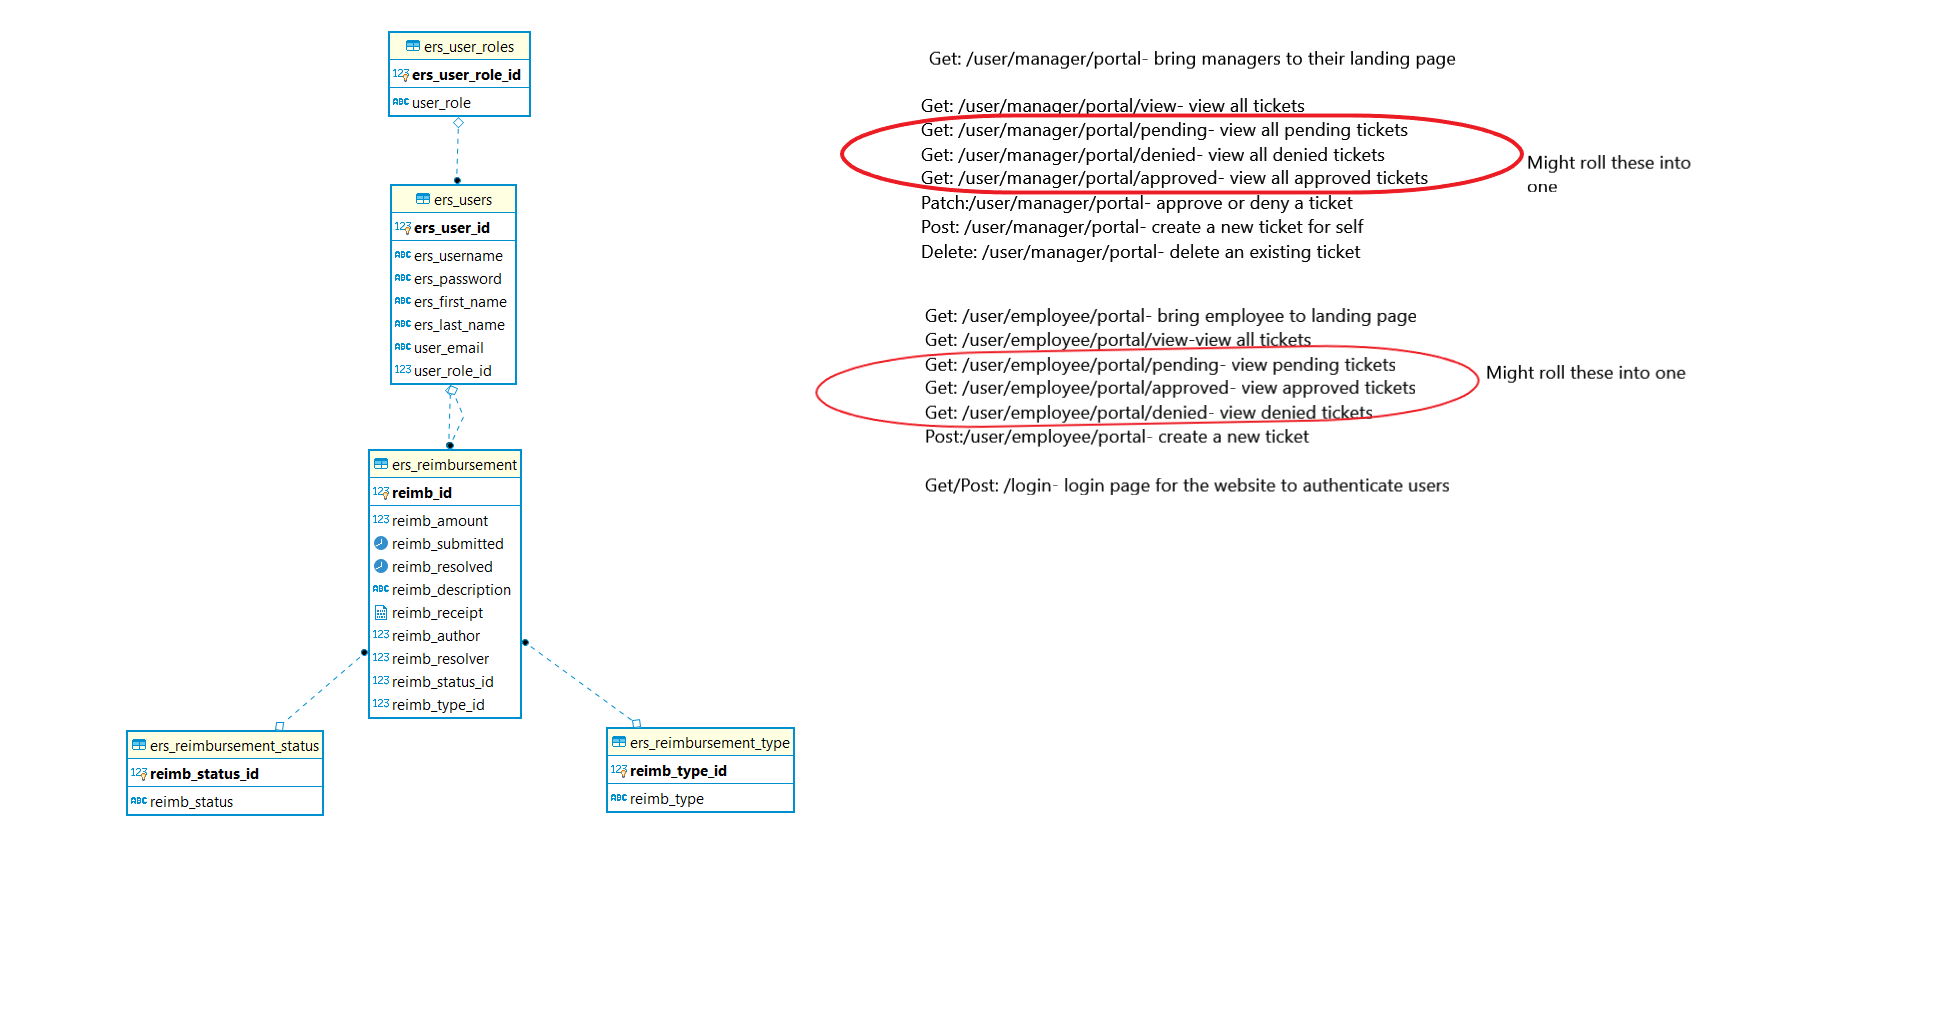 ers_user_roles
123 ers_user_role_id
ABC user_role
ers_users
123 ers_user_id
ABC ers_username
ABC ers_password
ABC ers_first_name
ABC ers_last_name
ABC user_email
123 user_role_id
ers_reimbursement
123 reimb_id
123 reimb_amount
reimb_submitted
reimb_resolved
ABC reimb_description
reimb_receipt
123 reimb_author
123 reimb_resolver
123 reimb_status_id
123 reimb_type_id
ers_reimbursement_status
123 reimb_status_id
ABC reimb_status
ers_reimbursement_type
123 reimb_type_id
ABC reimb_type
Get: /user/manager/portal- bring managers to their landing page
Get: /user/manager/portal/view- view all tickets
Get: /user/manager/portal/pending- view all pending tickets
Get: /user/manager/portal/denied- view all denied tickets
Get: /user/manager/portal/approved- view all approved tickets
Might roll these into
one
Patch:/user/manager/portal- approve or deny a ticket
Post: /user/manager/portal- create a new ticket for self
Delete: /user/manager/portal- delete an existing ticket
Get: /user/employee/portal- bring employee to landing page
Get: /user/employee/portal/view-view all tickets
Get: /user/employee/portal/pending- view pending tickets
Get: /user/employee/portal/approved- view approved tickets
Get: /user/employee/portal/denied- view denied tickets
Might roll these into one
Post:/user/employee/portal- create a new ticket
Get/Post: /login- login page for the website to authenticate users